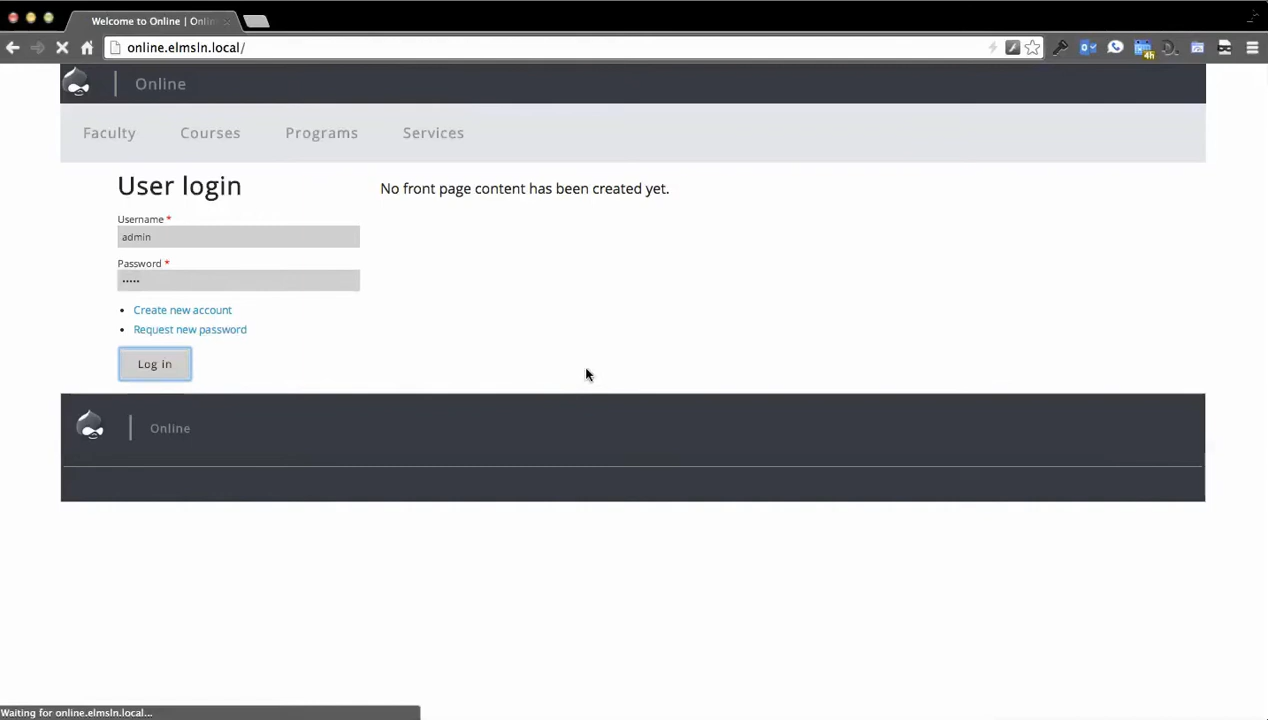 Welcome to Online | Onlin
online.elmsln.local/
4h
Online
Faculty Courses Programs Services
User login
No front page content has been created yet.
Username *
admin
Password *
•••••
Create new account
Request new password
Log in
Online
Waiting for online.elmsln.local...